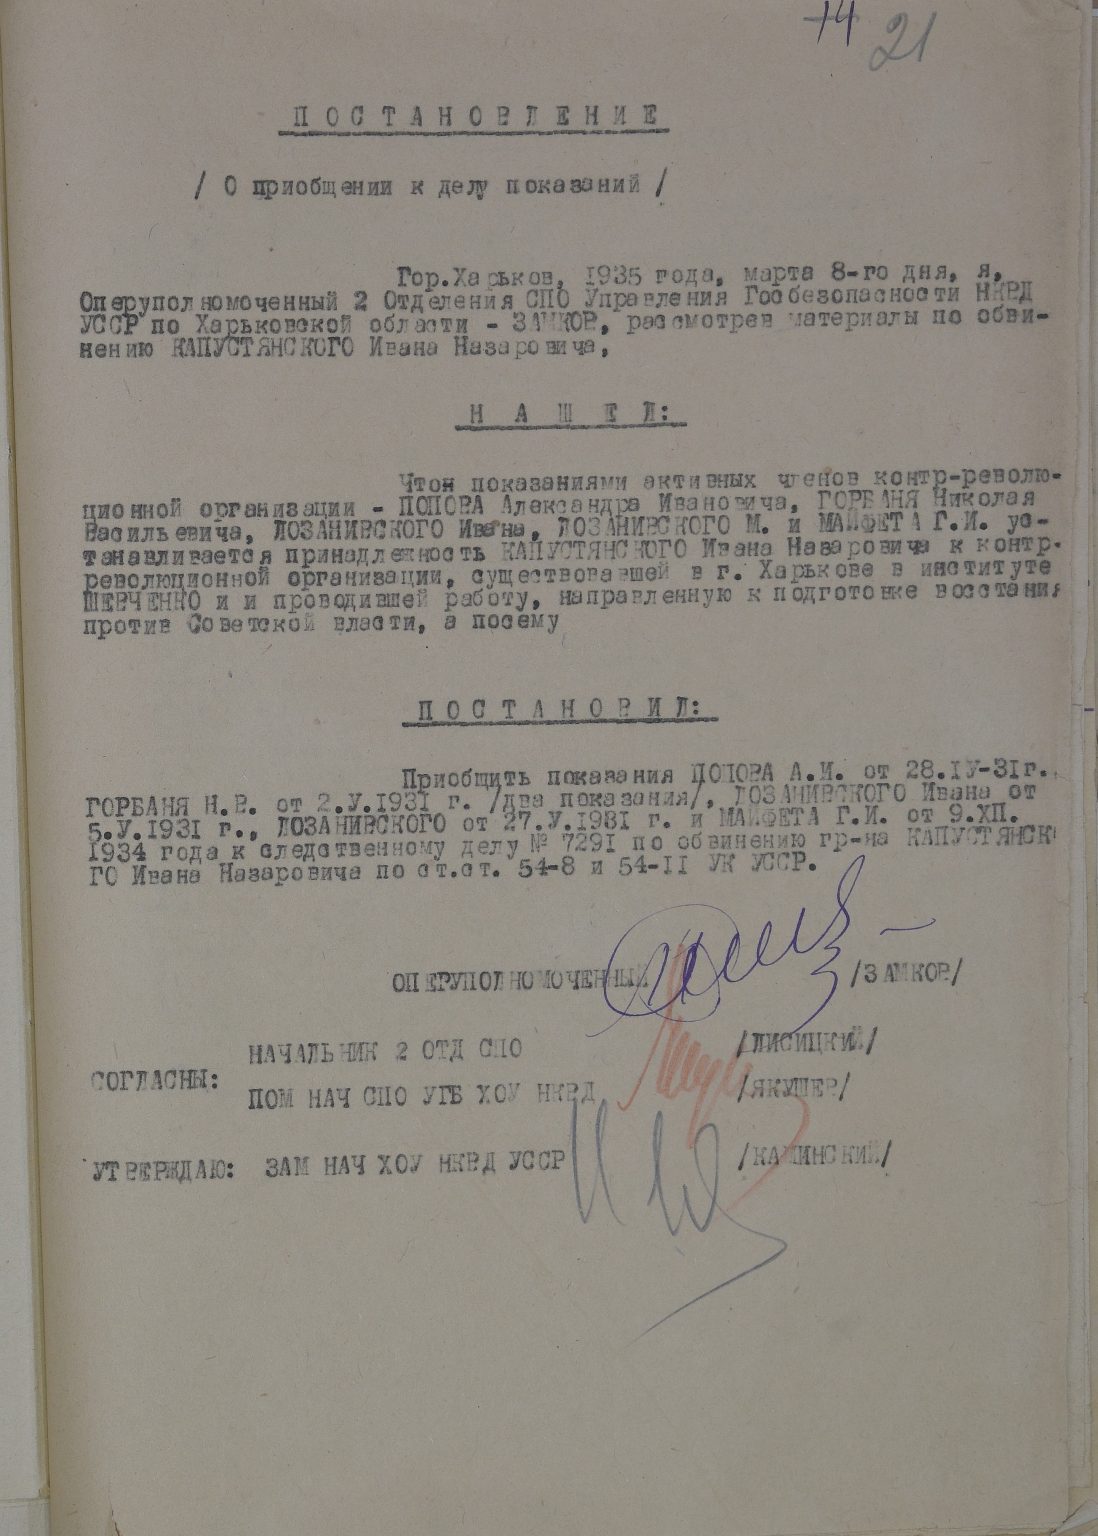 14 21
ПОСТАНОВЛЕНИЕ
/ О приобщении к делу показаний /
Гор.Харьков, 1935 года, марта 8-го дня, я,
Оперуполномоченный 2 Отделения СПО Управления Госбезопасности НКВД
УССР по Харьковской области - ЗАМКОВ, рассмотрев материалы по обви-
нению КАПУСТЯНСКОГО Ивана Назаровича,
НАШЕЛ:
Чтон показаниями активных членов контр-револю-
ционной организации - ПОПОВА Александра Ивановича, ГОРБАНЯ Николая
Васильевича, ЛОЗАНИВСКОГО Ивана, ЛОЗАНИВСКОГО М. и МАЙФЕТА Г.И. ус-
танавливается принадлежность КАПУСТЯНСКОГО Ивана Назаровича к контр-
революционной организации, существовавшей в г. Харькове в институте
ШЕВЧЕНКО и и проводившей работу, направленную к подготовке восстания
против Советской власти, а посему
ПОСТАНОВИЛ:
Приобщить показания ПОПОВА А.И. от 28.IУ-31г.,
ГОРБАНЯ Н.В. от 2.У.1931 г. /два показания/, ЛОЗАНИВСКОГО Ивана от
5.У.1931 г., ЛОЗАНИВСКОГО от 27.У.1931 г. и МАЙФЕТА Г.И. от 9.ХП.
1934 года к следственному делу № 7291 по обвинению гр-на КАПУСТЯНСК
ГО Ивана Назаровича по ст.ст. 54-8 и 54-II УК УССР.
ОПЕРУПОЛНОМОЧЕННЫЙ /ЗАМКОВ/
НАЧАЛЬНИК 2 ОТД СПО /ЛИСИЦКИЙ/
СОГЛАСНЫ:
ПОМ НАЧ СПО УГБ ХОУ НКВД /ЯКУШЕВ/
УТВЕРЖДАЮ: ЗАМ НАЧ ХОУ НКВД УССР /КАМИНСКИЙ/